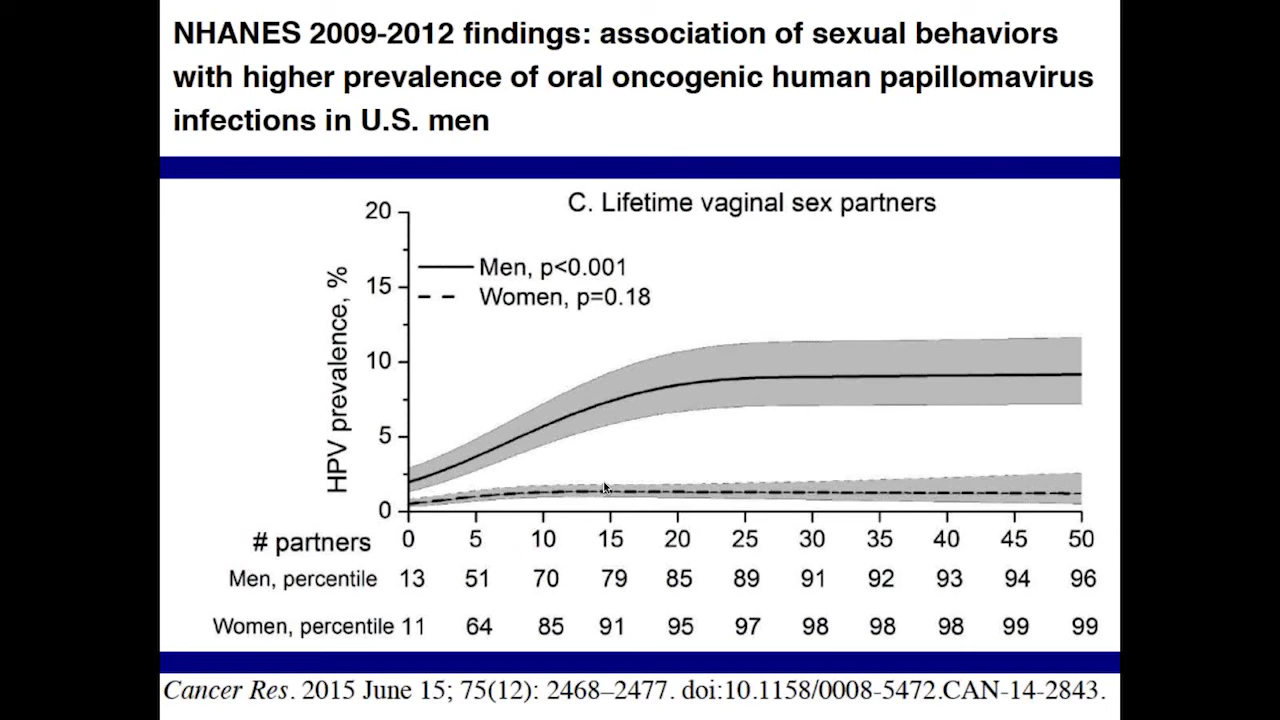 NHANES 2009-2012 findings: association of sexual behaviors
with higher prevalence of oral oncogenic human papillomavirus
infections in U.S. men
C. Lifetime vaginal sex partners
HPV prevalence, %
20
15
10
5
0
Men, p<0.001
Women, p=0.18
# partners 0 5 10 15 20 25 30 35 40 45 50
Men, percentile 13 51 70 79 85 89 91 92 93 94 96
Women, percentile 11 64 85 91 95 97 98 98 98 99 99
Cancer Res. 2015 June 15; 75(12): 2468–2477. doi:10.1158/0008-5472.CAN-14-2843.